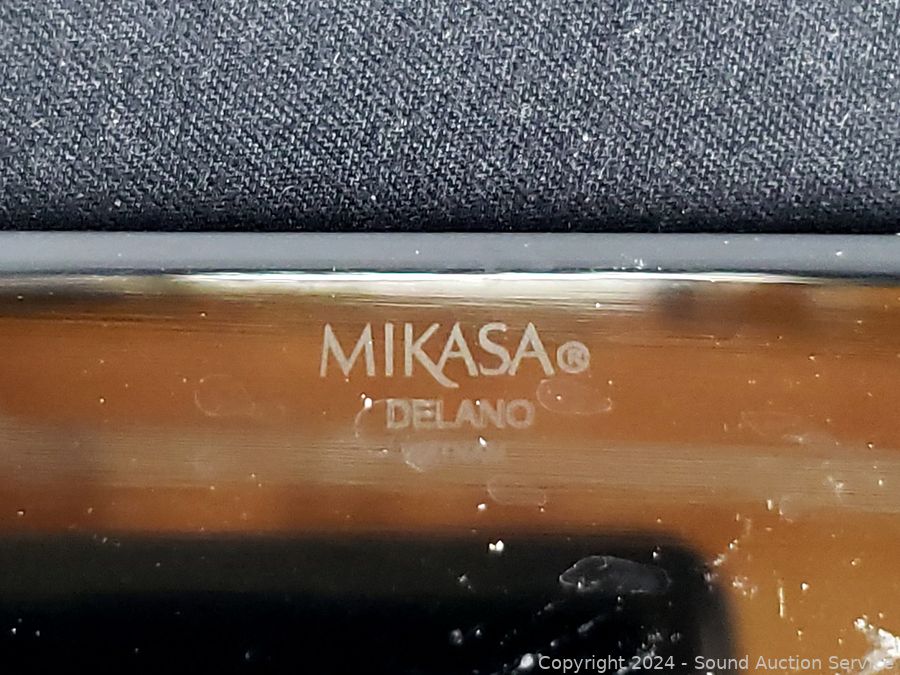 MIKASA®
DELANO
Copyright 2024 - Sound Auction Service